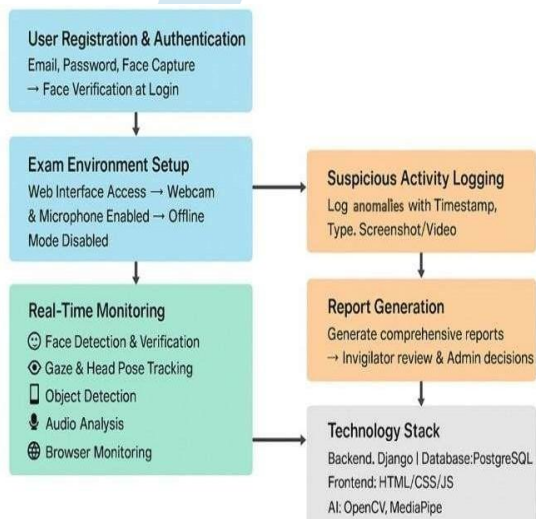 User Registration & Authentication
Email, Password, Face Capture
→ Face Verification at Login
Exam Environment Setup
Web Interface Access → Webcam
& Microphone Enabled → Offline
Mode Disabled
Real-Time Monitoring
Face Detection & Verification
Gaze & Head Pose Tracking
Object Detection
Audio Analysis
Browser Monitoring
Suspicious Activity Logging
Log anomalies with Timestamp,
Type. Screenshot/Video
Report Generation
Generate comprehensive reports
→ Invigilator review & Admin decisions
Technology Stack
Backend. Django | Database:PostgreSQL
Frontend: HTML/CSS/JS
AI: OpenCV, MediaPipe